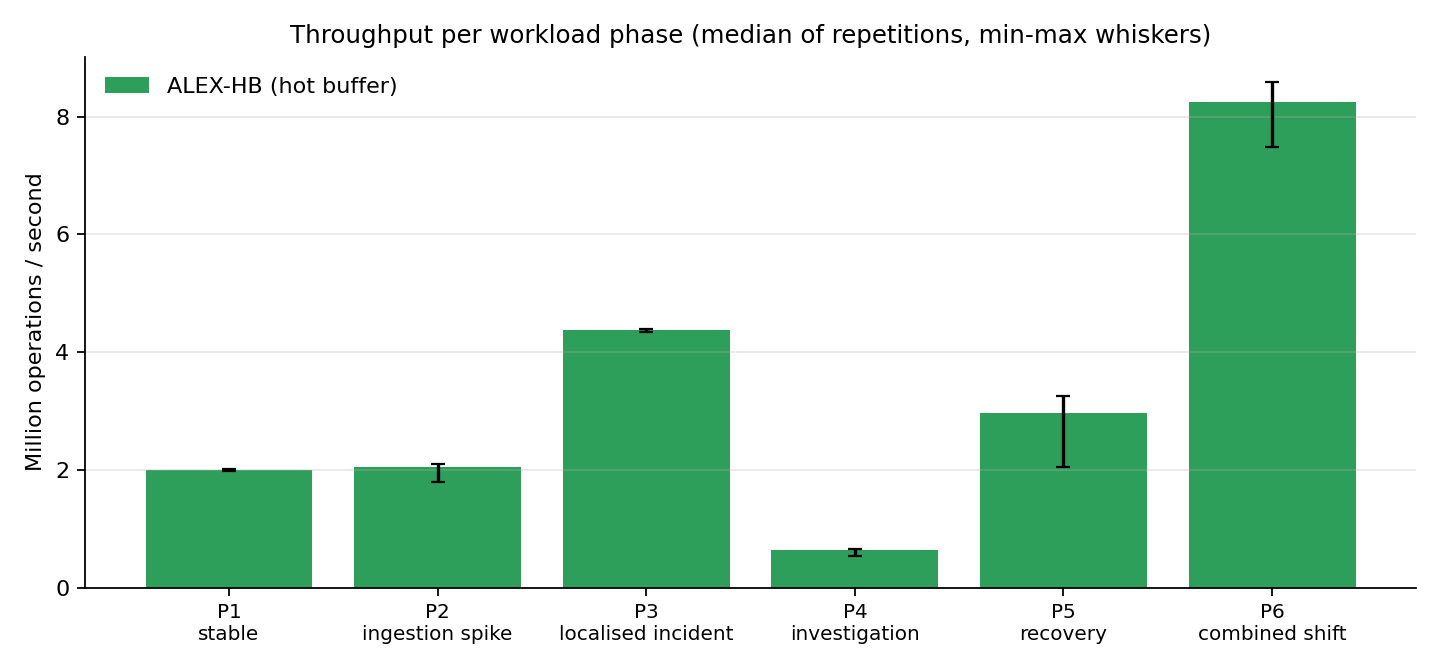 Throughput per workload phase (median of repetitions, min-max whiskers)
ALEX-HB (hot buffer)
Million operations / second
8
6
4
2
0
P1
stable
P2
ingestion spike
P3
localised incident
P4
investigation
P5
recovery
P6
combined shift